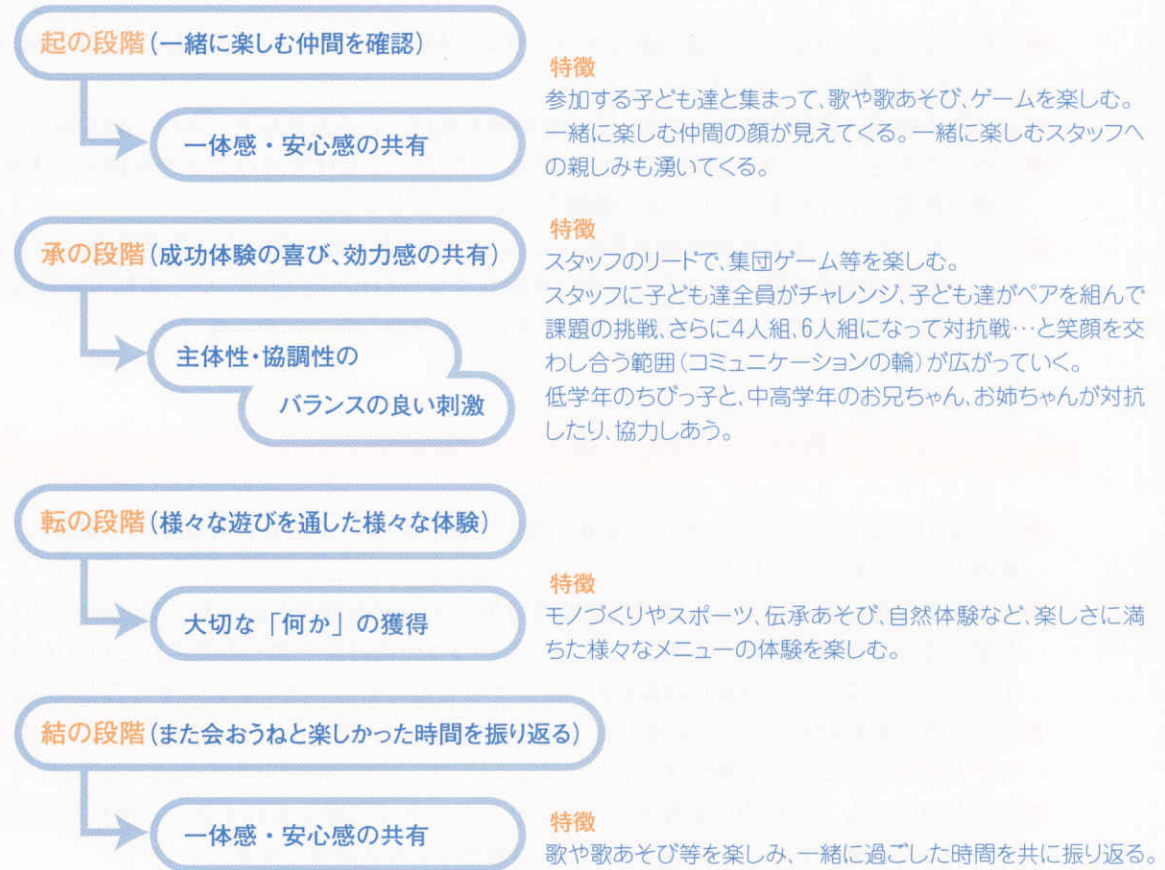 起の段階(一緒に楽しむ仲間を確認)
一体感・安心感の共有
特徴
参加する子ども達と集まって、歌や歌あそび、ゲームを楽しむ。
一緒に楽しむ仲間の顔が見えてくる。一緒に楽しむスタッフへ
の親しみも湧いてくる。
承の段階(成功体験の喜び、効力感の共有)
主体性・協調性の
バランスの良い刺激
特徴
スタッフのリードで、集団ゲーム等を楽しむ。
スタッフに子ども達全員がチャレンジ、子ども達がペアを組んで
課題の挑戦、さらに4人組、6人組になって対抗戦…と笑顔を交
わし合う範囲(コミュニケーションの輪)が広がっていく。
低学年のちびっ子と、中高学年のお兄ちゃん、お姉ちゃんが対抗
したり、協力しあう。
転の段階(様々な遊びを通した様々な体験)
大切な「何か」の獲得
特徴
モノづくりやスポーツ、伝承あそび、自然体験など、楽しさに満
ちた様々なメニューの体験を楽しむ。
結の段階(また会おうねと楽しかった時間を振り返る)
一体感・安心感の共有
特徴
歌や歌あそび等を楽しみ、一緒に過ごした時間を共に振り返る。